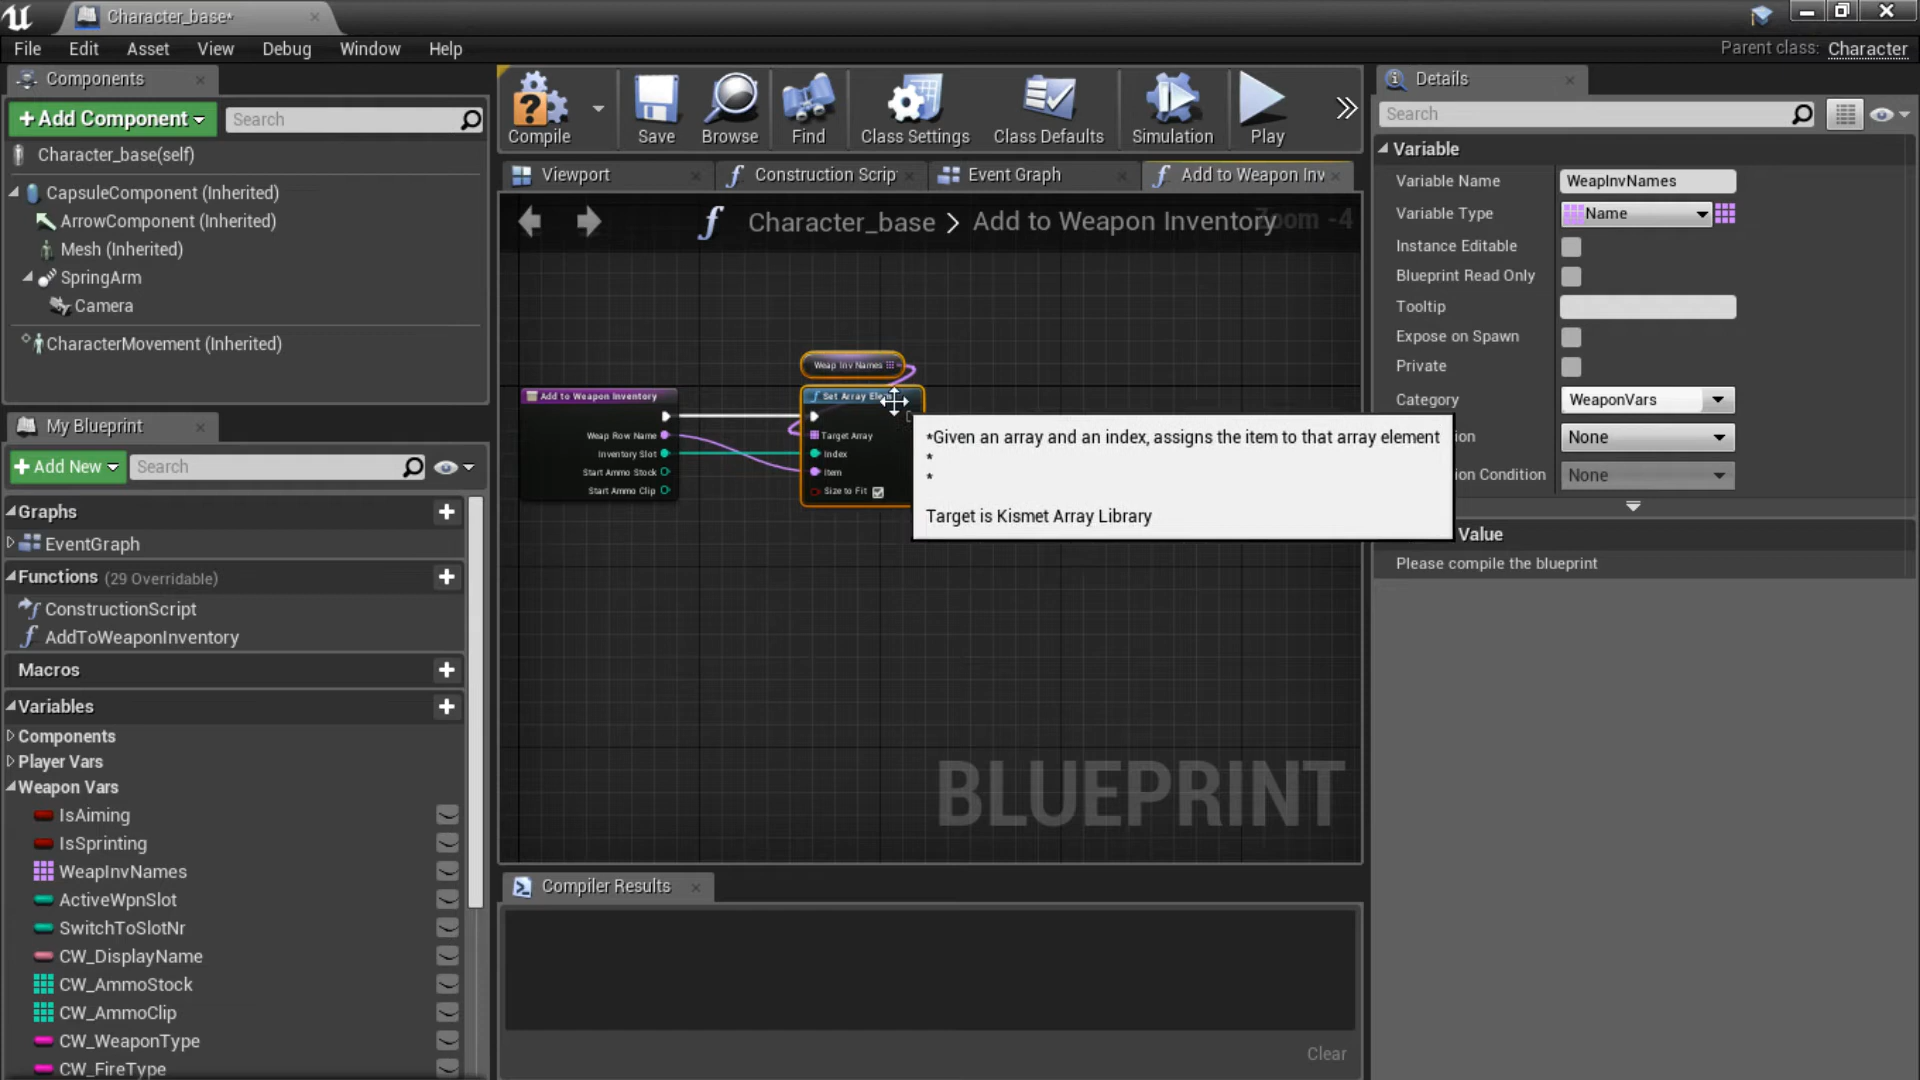 Character_base*
File Edit Asset View Debug Window Help
Parent class: Character
Components
+Add Component
Search
Character_base(self)
CapsuleComponent (Inherited)
ArrowComponent (Inherited)
Mesh (Inherited)
SpringArm
Camera
CharacterMovement (Inherited)
My Blueprint
+Add New
Search
Graphs
EventGraph
Functions (29 Overridable)
ConstructionScript
AddToWeaponInventory
Macros
Variables
Components
Player Vars
Weapon Vars
IsAiming
IsSprinting
WeapInvNames
ActiveWpnSlot
SwitchToSlotNr
CW_DisplayName
CW_AmmoStock
CW_AmmoClip
CW_WeaponType
CW_FireType
Compile Save Browse Find Class Settings Class Defaults Simulation Play
Viewport Construction Scrip Event Graph Add to Weapon Inv
Character_base > Add to Weapon Inventory Zoom -4
Weap Inv Names
Add to Weapon Inventory
Weap Row Name
Inventory Slot
Start Ammo Stock
Start Ammo Clip
Set Array Elem
Target Array
Index
Item
Size to Fit
*Given an array and an index, assigns the item to that array element
*
*
Target is Kismet Array Library
BLUEPRINT
Compiler Results
Clear
Details
Search
Variable
Variable Name WeapInvNames
Variable Type Name
Instance Editable
Blueprint Read Only
Tooltip
Expose on Spawn
Private
Category WeaponVars
ion None
ion Condition None
Value
Please compile the blueprint